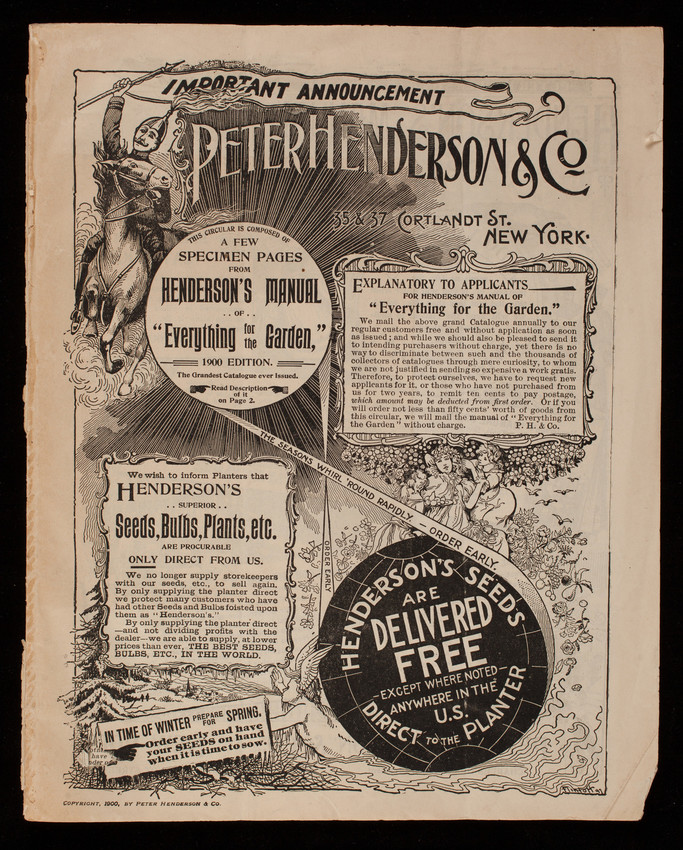 IMPORTANT ANNOUNCEMENT
PETER HENDERSON & CO
35 & 37 CORTLANDT ST.
NEW YORK.
THIS CIRCULAR IS COMPOSED OF
A FEW
SPECIMEN PAGES
FROM
HENDERSON'S MANUAL
..OF..
"Everything for the Garden,"
1900 EDITION.
The Grandest Catalogue ever Issued.
Read Description
of it
on Page 2.
EXPLANATORY TO APPLICANTS
FOR HENDERSON'S MANUAL OF
"Everything for the Garden."
We mail the above grand Catalogue annually to our
regular customers free and without application as soon
as issued; and while we should also be pleased to send it
to intending purchasers without charge, yet there is no
way to discriminate between such and the thousands of
collectors of catalogues through mere curiosity, to whom
we are not justified in sending so expensive a work gratis.
Therefore, to protect ourselves, we have to request new
applicants for it, or those who have not purchased from
us for two years, to remit ten cents to pay postage,
which amount may be deducted from first order. Or if you
will order not less than fifty cents' worth of goods from
this circular, we will mail the manual of "Everything for
the Garden" without charge. P. H. & Co.
THE SEASONS WHIRL 'ROUND RAPIDLY – ORDER EARLY.
ORDER EARLY
We wish to inform Planters that
HENDERSON'S
..SUPERIOR..
Seeds, Bulbs, Plants, etc.
ARE PROCURABLE
ONLY DIRECT FROM US.
We no longer supply storekeepers
with our seeds, etc., to sell again.
By only supplying the planter direct
we protect many customers who have
had other Seeds and Bulbs foisted upon
them as "Henderson's."
By only supplying the planter direct
—and not dividing profits with the
dealer—we are able to supply, at lower
prices than ever, THE BEST SEEDS,
BULBS, ETC., IN THE WORLD.
HENDERSON'S SEEDS
ARE
DELIVERED
FREE
–EXCEPT WHERE NOTED–
ANYWHERE IN THE
U.S.
DIRECT TO THE PLANTER
IN TIME OF WINTER PREPARE FOR SPRING.
Order early and have
your SEEDS on hand
when it is time to sow.
have
COPYRIGHT, 1900, BY PETER HENDERSON & CO.